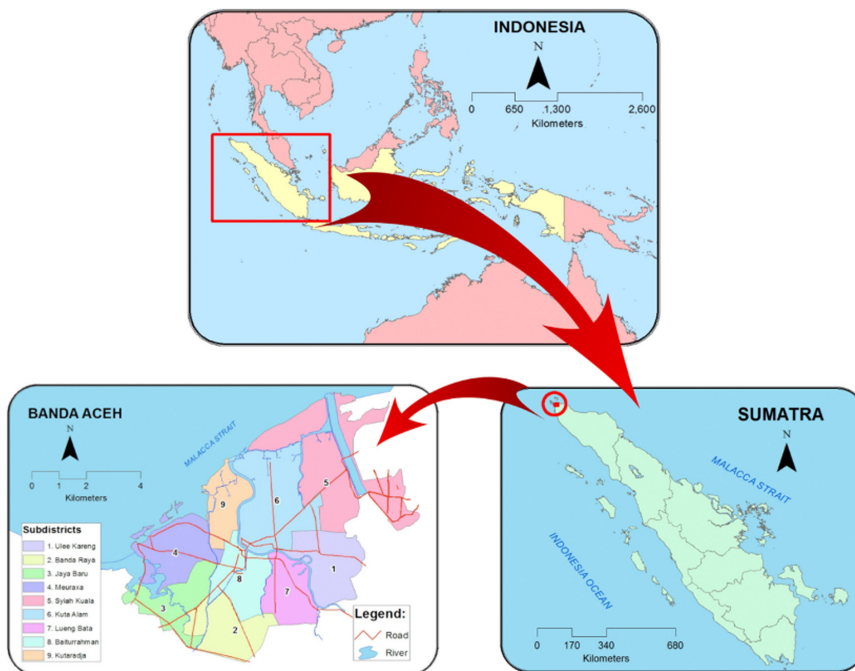 INDONESIA
N
0 650 1,300 2,600
Kilometers
BANDA ACEH
N
MALACCA STRAIT
0 1 2 4
Kilometers
Subdistricts
1. Ulee Kareng
2. Banda Raya
3. Jaya Baru
4. Meuraxa
5. Syiah Kuala
6. Kuta Alam
7. Lueng Bata
8. Baiturrahman
9. Kutaradja
5
6
9
4
1
8
7
3
2
Legend:
Road
River
SUMATRA
N
MALACCA STRAIT
INDONESIA OCEAN
0 170 340 680
Kilometers